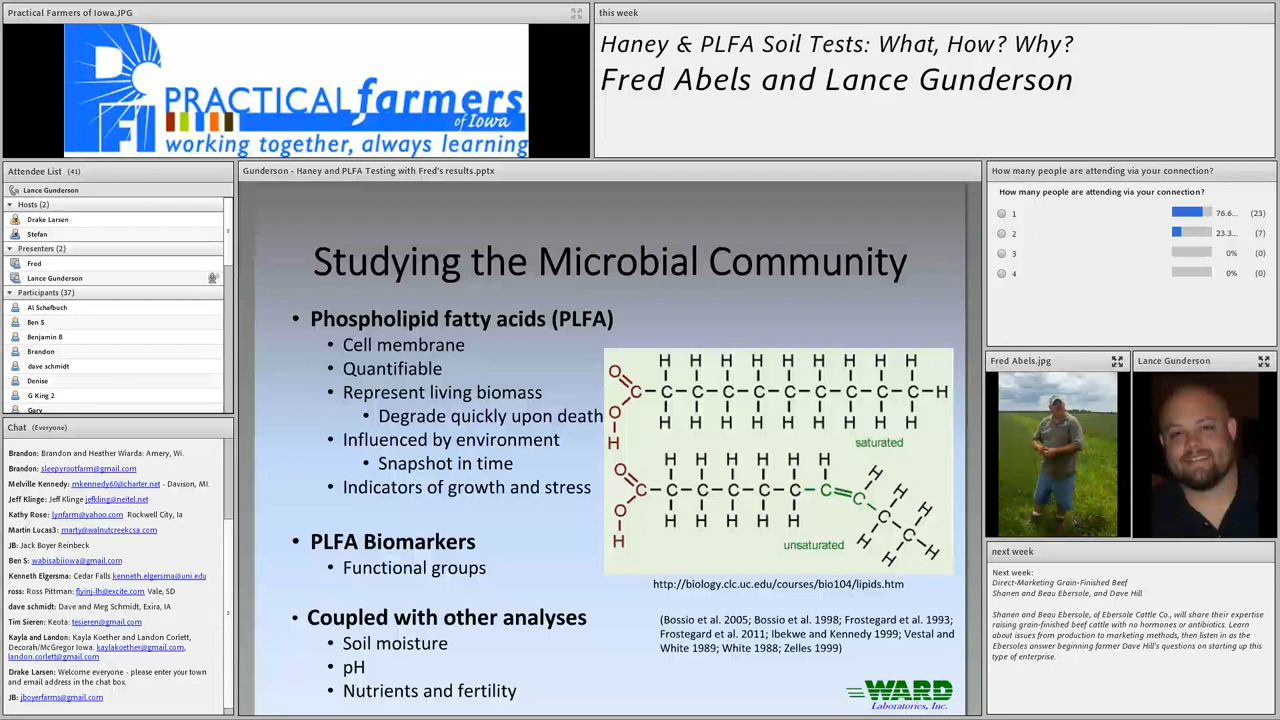 Practical Farmers of Iowa.JPG
PRACTICAL farmers
of Iowa
working together, always learning
this week
Haney & PLFA Soil Tests: What, How? Why?
Fred Abels and Lance Gunderson
Attendee List (41)
Lance Gunderson
Hosts (2)
Drake Larsen
Stefan
Presenters (2)
Fred
Lance Gunderson
Participants (37)
Al Schafbuch
Ben S
Benjamin B
Brandon
dave schmidt
Denise
G King 2
Gary
Chat (Everyone)
Brandon: Brandon and Heather Wiarda: Amery, Wi.
Brandon: sleepyrootfarm@gmail.com
Melville Kennedy: mkennedy60@charter.net - Davison, MI.
Jeff Klinge: Jeff Klinge jefkling@neitel.net
Kathy Rose: lynfarm@yahoo.com Rockwell City, Ia
Martin Lucas3: marty@walnutcreekcsa.com
JB: Jack Boyer Reinbeck
Ben S: wabisabiiowa@gmail.com
Kenneth Elgersma: Cedar Falls kenneth.elgersma@uni.edu
ross: Ross Pittman: flyinj-lh@excite.com Vale, SD
dave schmidt: Dave and Meg Schmidt, Exira, IA
Tim Sieren: Keota: tesieren@gmail.com
Kayla and Landon: Kayla Koether and Landon Corlett,
Decorah/McGregor Iowa. kaylakoether@gmail.com,
landon.corlett@gmail.com
Drake Larsen: Welcome everyone - please enter your town
and email address in the chat box.
JB: jboyerfarms@gmail.com
Gunderson - Haney and PLFA Testing with Fred's results.pptx
Studying the Microbial Community
• Phospholipid fatty acids (PLFA)
• Cell membrane
• Quantifiable
• Represent living biomass
• Degrade quickly upon death
• Influenced by environment
• Snapshot in time
• Indicators of growth and stress
• PLFA Biomarkers
• Functional groups
• Coupled with other analyses
• Soil moisture
• pH
• Nutrients and fertility
H H H H H H H H H
O C C C C C C C C C C H
O H H H H H H H H H
H
saturated
H H H H H H
O C C C C C C C C H
O H H H H H C C H
H H C H
H H
unsaturated
http://biology.clc.uc.edu/courses/bio104/lipids.htm
(Bossio et al. 2005; Bossio et al. 1998; Frostegard et al. 1993;
Frostegard et al. 2011; Ibekwe and Kennedy 1999; Vestal and
White 1989; White 1988; Zelles 1999)
WARD
Laboratories, Inc.
How many people are attending via your connection?
How many people are attending via your connection?
1 76.6... (23)
2 23.3... (7)
3 0% (0)
4 0% (0)
Fred Abels.jpg
Lance Gunderson
next week
Next week:
Direct-Marketing Grain-Finished Beef
Shanen and Beau Ebersole, and Dave Hill
Shanen and Beau Ebersole, of Ebersole Cattle Co., will share their expertise
raising grain-finished beef cattle with no hormones or antibiotics. Learn
about issues from production to marketing methods, then listen in as the
Ebersoles answer beginning farmer Dave Hill's questions on starting up this
type of enterprise.